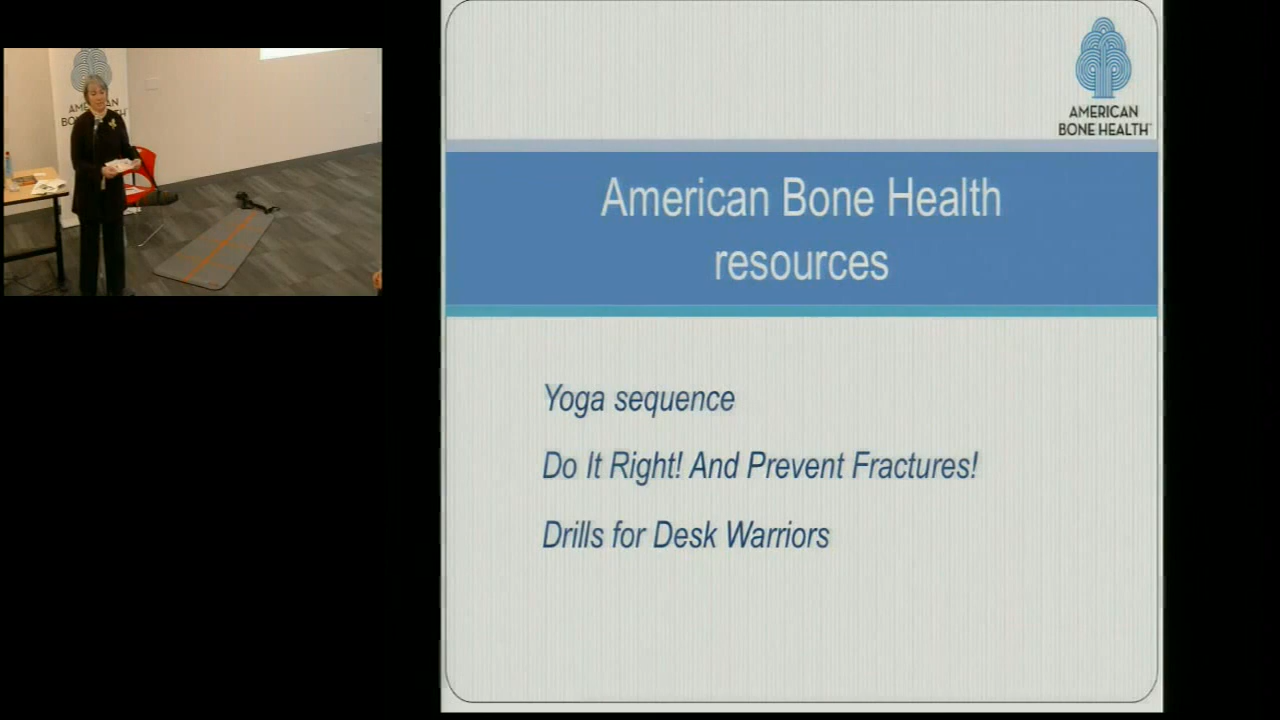 AMERICAN
BONE HEALTH
American Bone Health
resources
Yoga sequence
Do It Right! And Prevent Fractures!
Drills for Desk Warriors